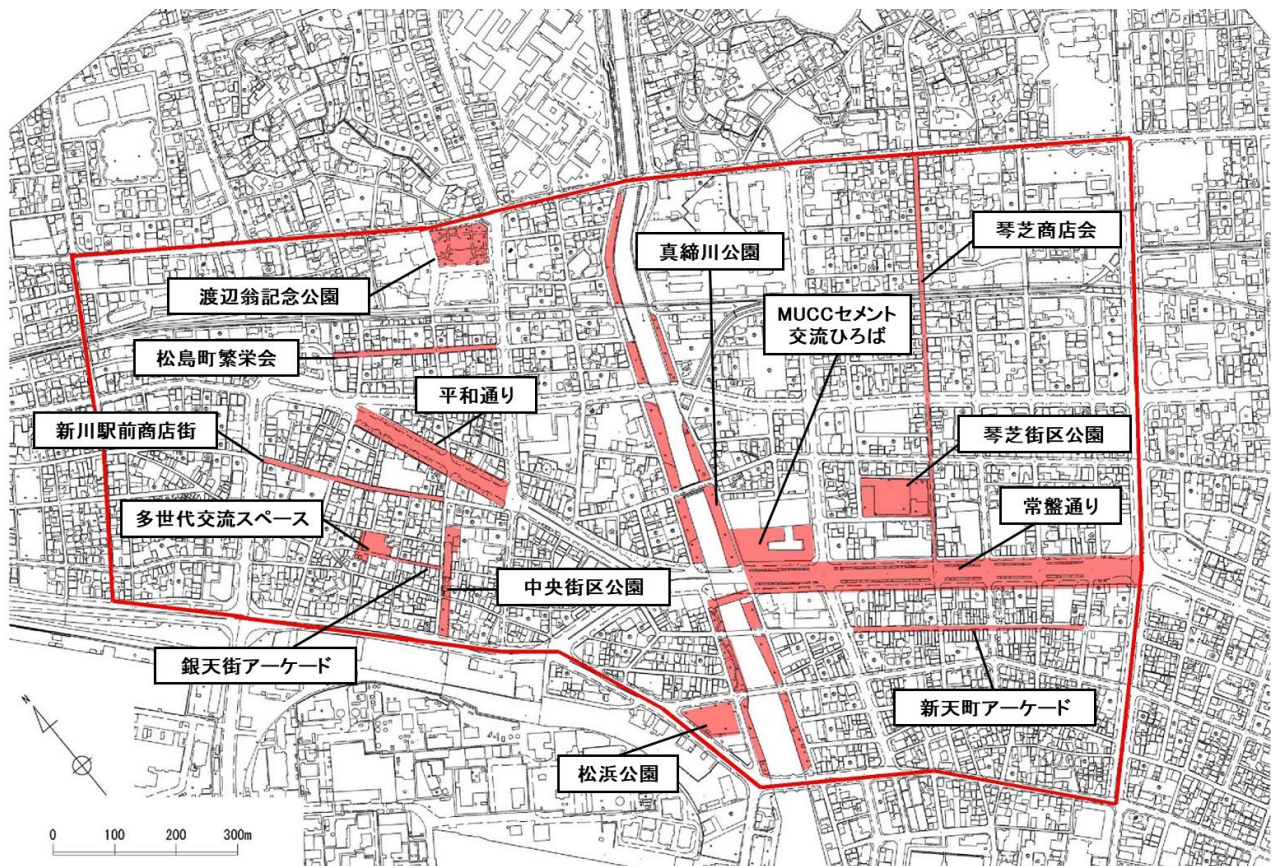 琴芝商店会
真締川公園
渡辺翁記念公園
MUCCセメント
交流ひろば
松島町繁栄会
平和通り
新川駅前商店街
琴芝街区公園
多世代交流スペース
常盤通り
中央街区公園
銀天街アーケード
新天町アーケード
松浜公園
N
0 100 200 300m